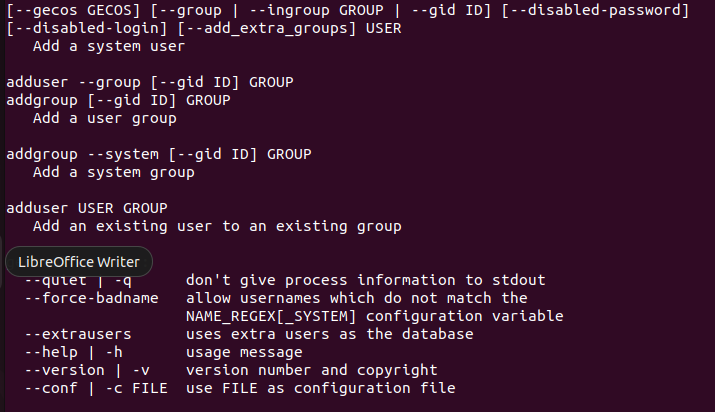 [--gecos GECOS] [--group | --ingroup GROUP | --gid ID] [--disabled-password]
[--disabled-login] [--add_extra_groups] USER
   Add a system user

adduser --group [--gid ID] GROUP
addgroup [--gid ID] GROUP
   Add a user group

addgroup --system [--gid ID] GROUP
   Add a system group

adduser USER GROUP
   Add an existing user to an existing group

LibreOffice Writer
  --quiet | -q      don't give process information to stdout
  --force-badname   allow usernames which do not match the
                    NAME_REGEX[_SYSTEM] configuration variable
  --extrausers      uses extra users as the database
  --help | -h       usage message
  --version | -v    version number and copyright
  --conf | -c FILE  use FILE as configuration file